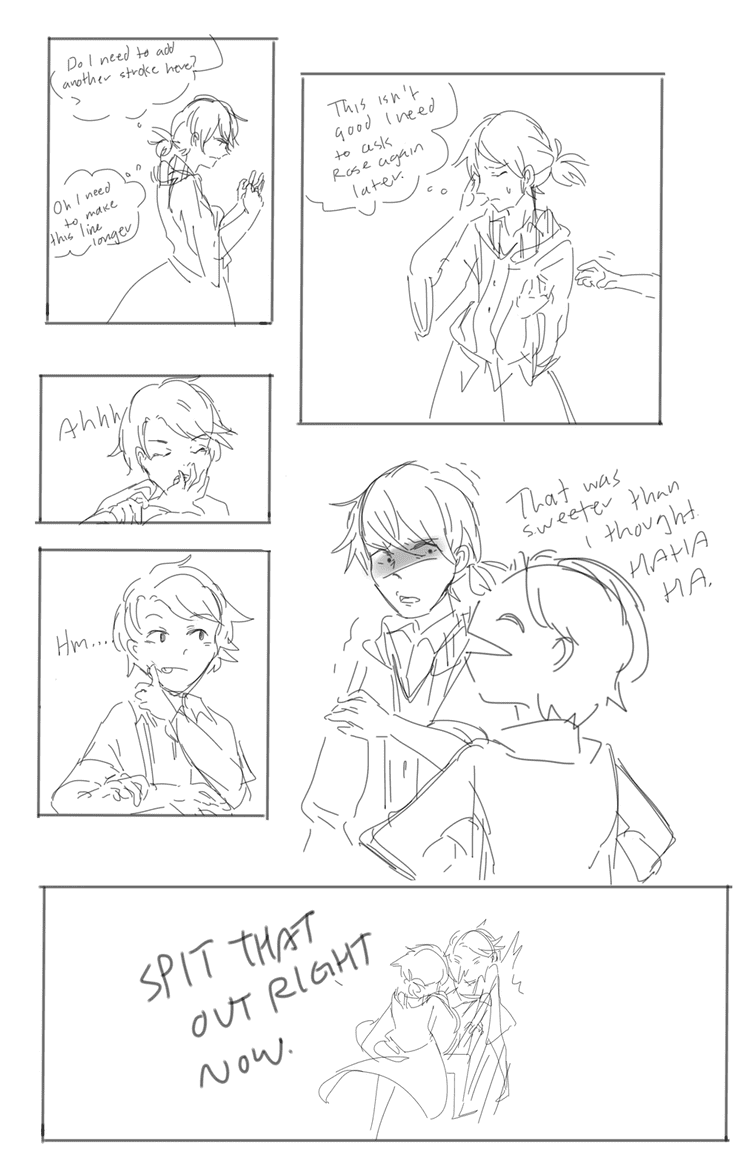 Do I need to add
another stroke here?
Oh I need
to make
this line
longer
This isn't
good I need
to ask
Rose again
later.
Ahhh
Hm...
That was
sweeter than
i thought.
HAHA
HA.
SPIT THAT
OUT RIGHT
NOW.